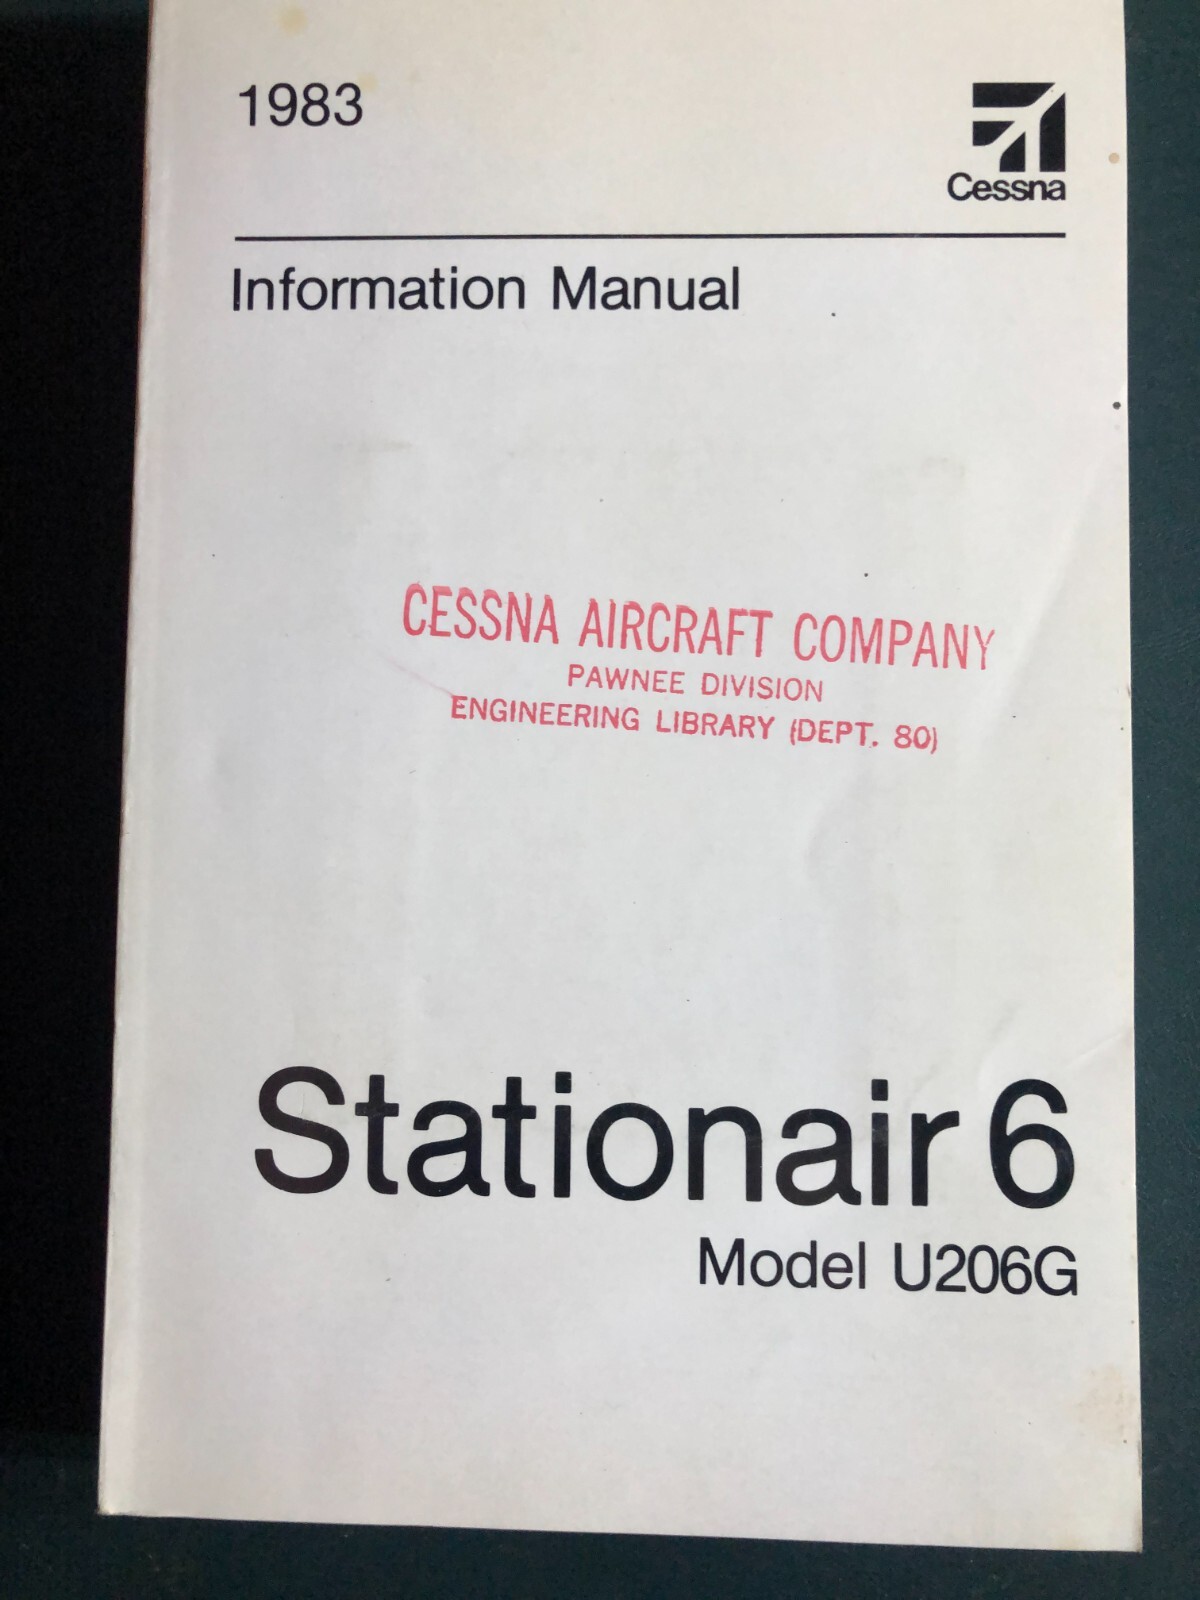 1983
Cessna
Information Manual
CESSNA AIRCRAFT COMPANY
PAWNEE DIVISION
ENGINEERING LIBRARY (DEPT. 80)
Stationair 6
Model U206G